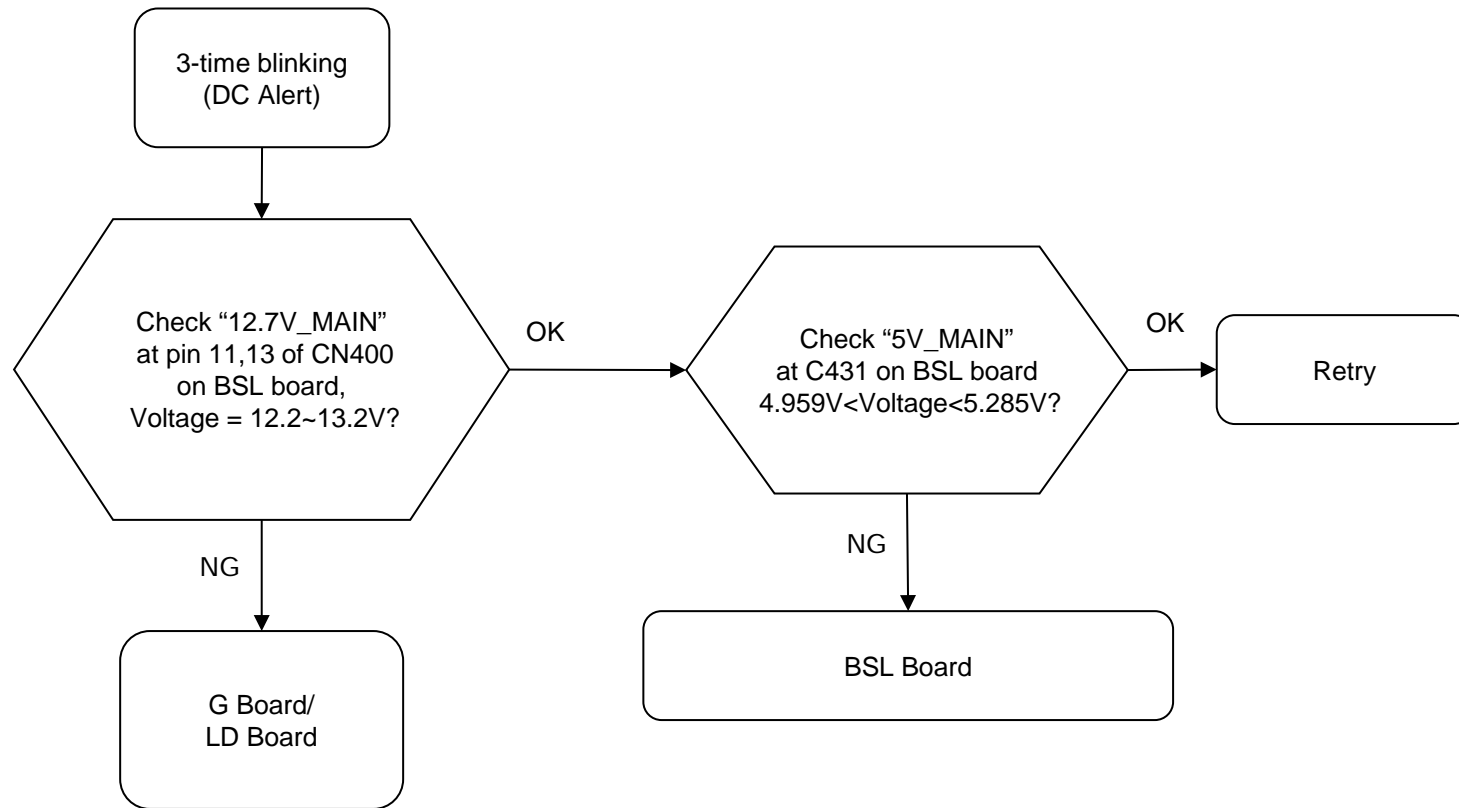 3-time blinking
(DC Alert)
Check “12.7V_MAIN”
at pin 11,13 of CN400
on BSL board,
Voltage = 12.2~13.2V?
OK
Check “5V_MAIN”
at C431 on BSL board
4.959V<Voltage<5.285V?
OK
Retry
NG
NG
G Board/
LD Board
BSL Board